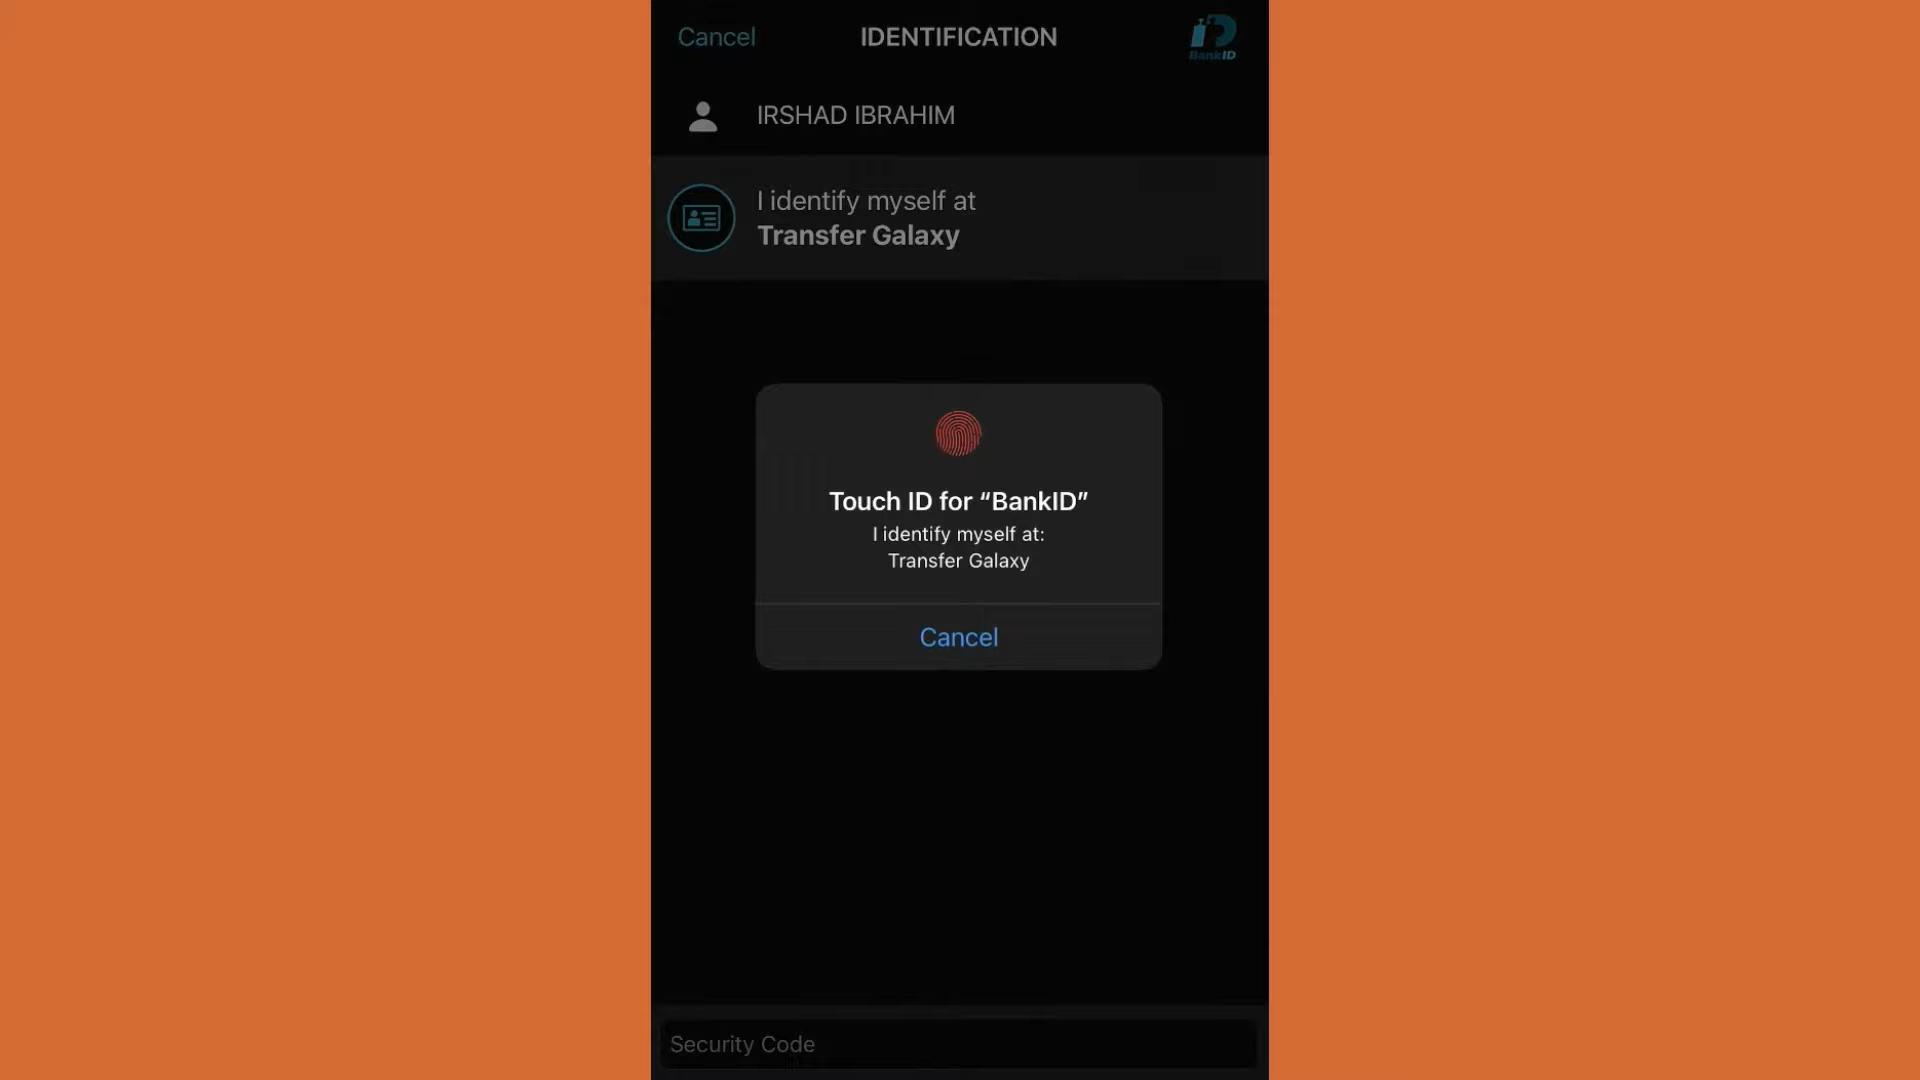 Cancel
IDENTIFICATION
BankID
IRSHAD IBRAHIM
I identify myself at
Transfer Galaxy
Touch ID for “BankID”
I identify myself at:
Transfer Galaxy
Cancel
Security Code